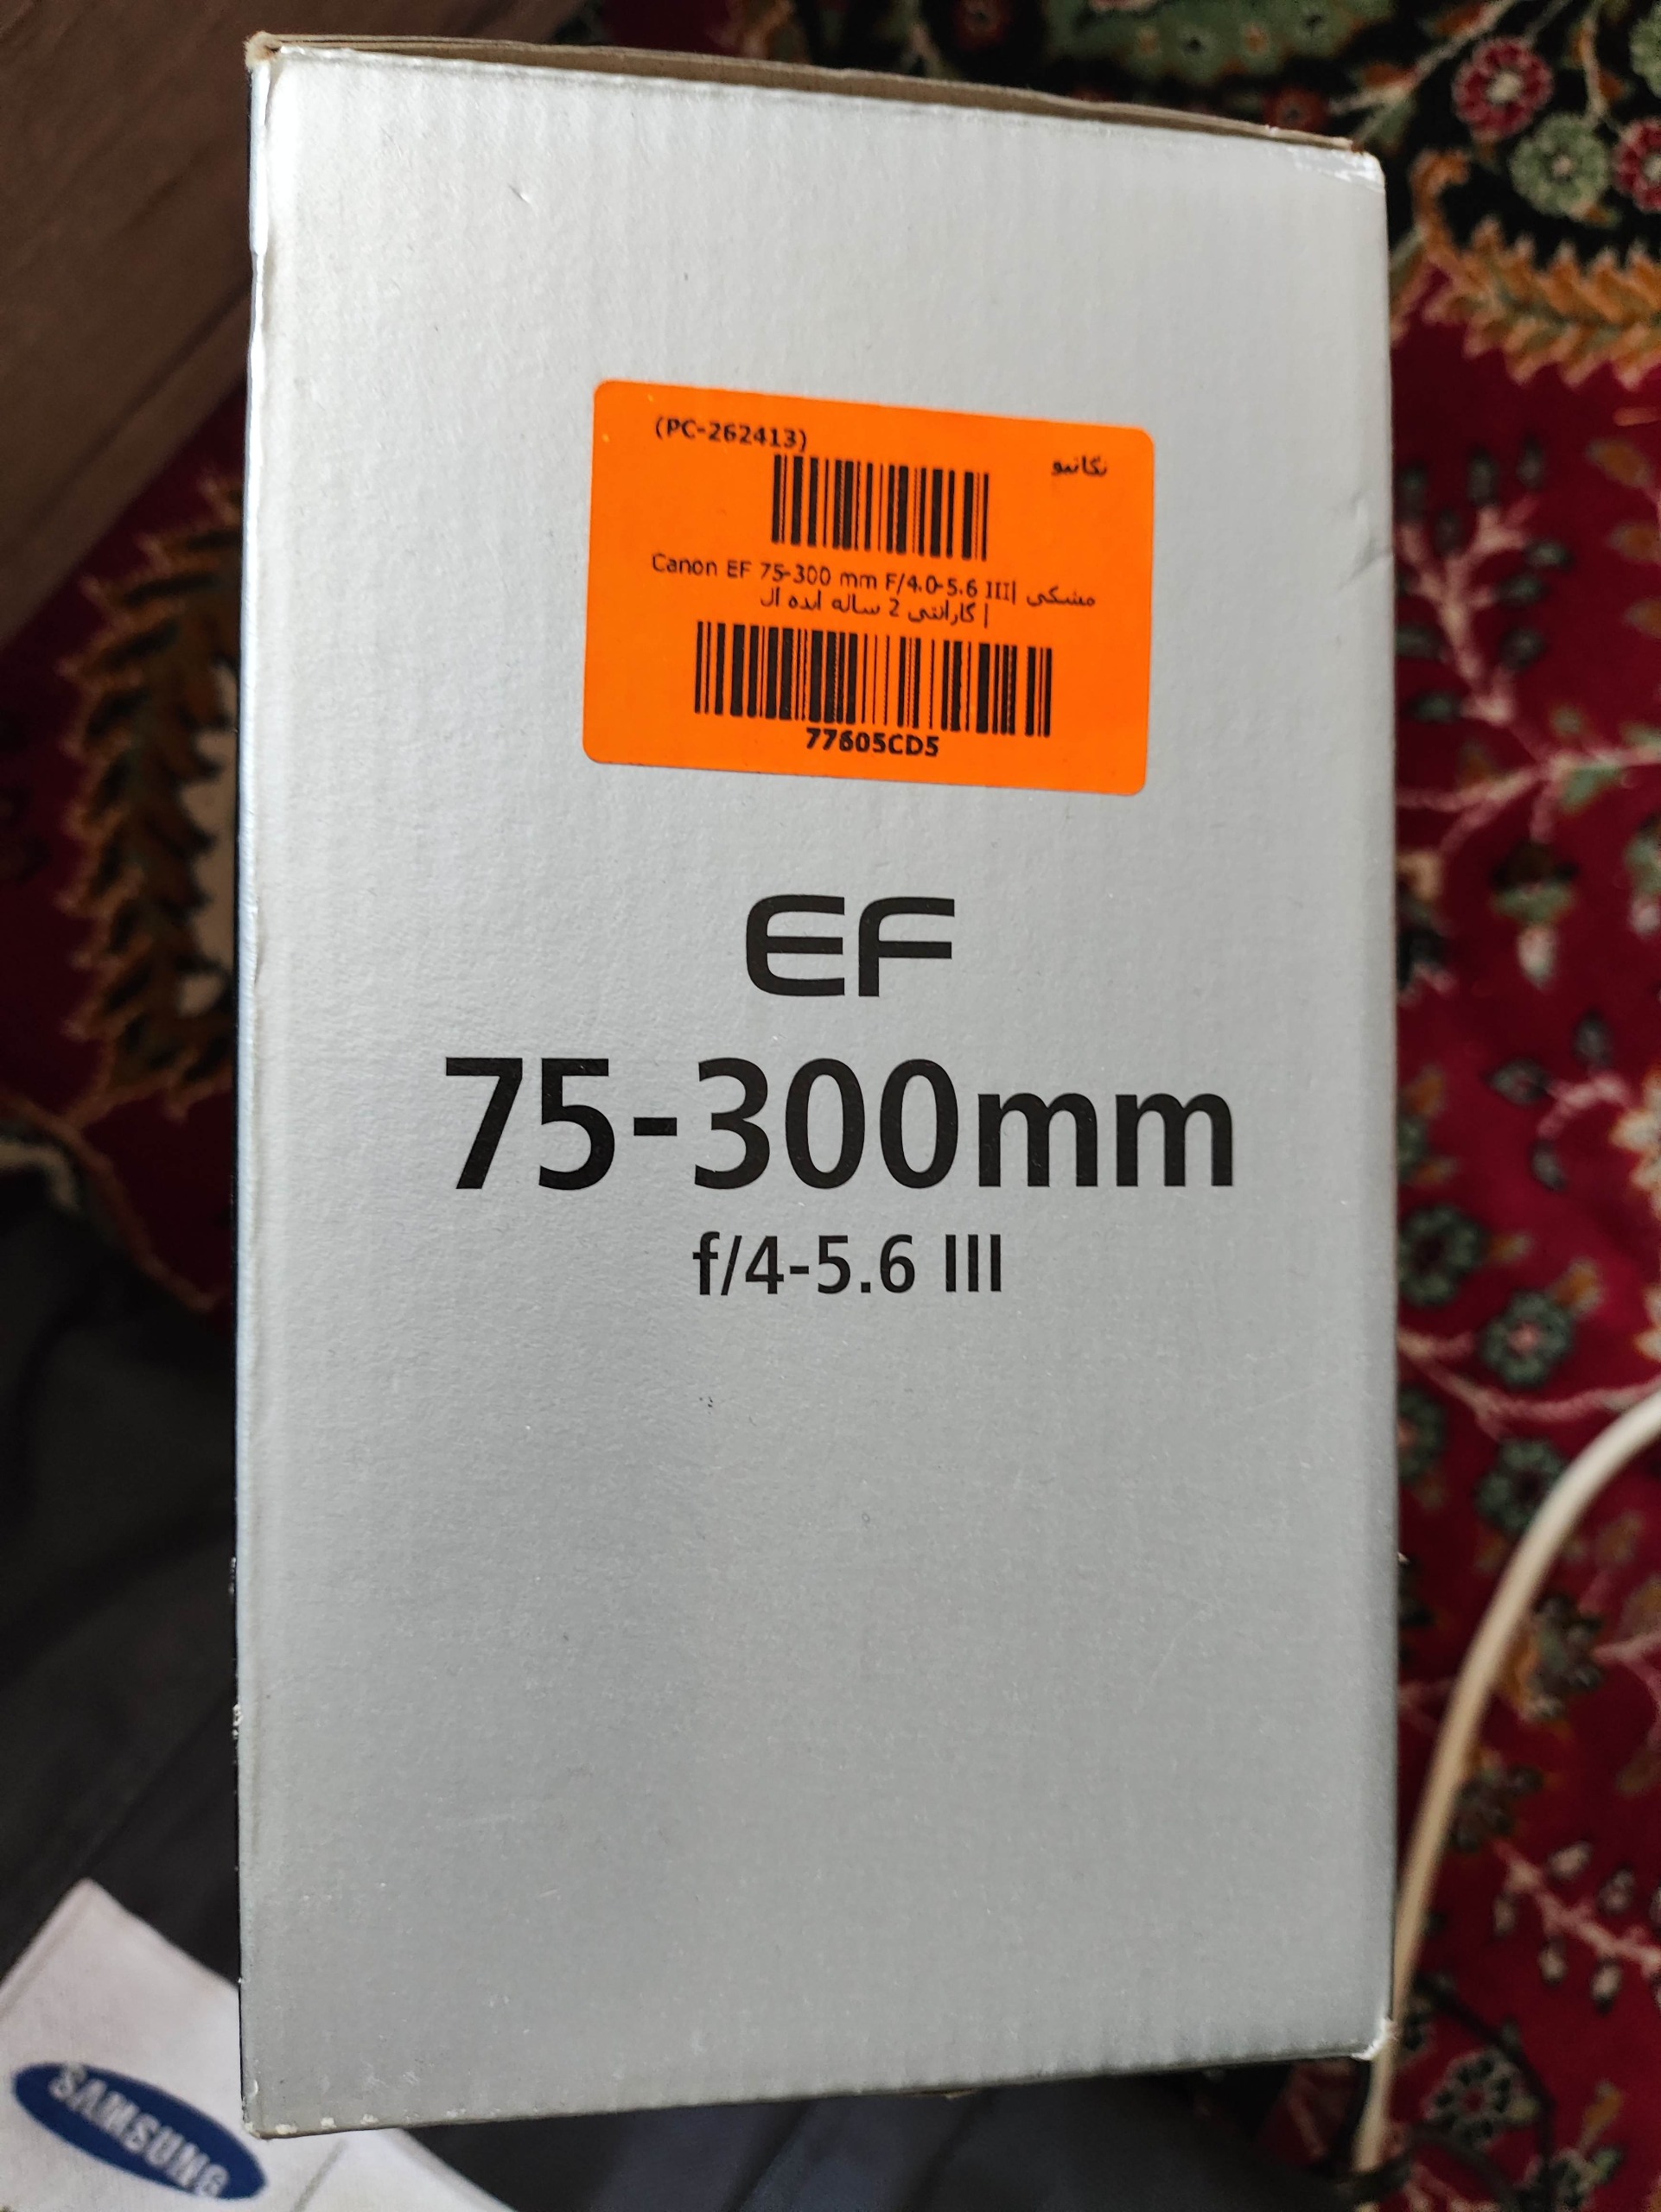 (PC-262413)
نگانیو
Canon EF 75-300 mm F/4.0-5.6 III| مشکی
| گارانتی 2 ساله ایده آل
77605CD5
EF
75-300mm
f/4-5.6 III
SAMSUNG